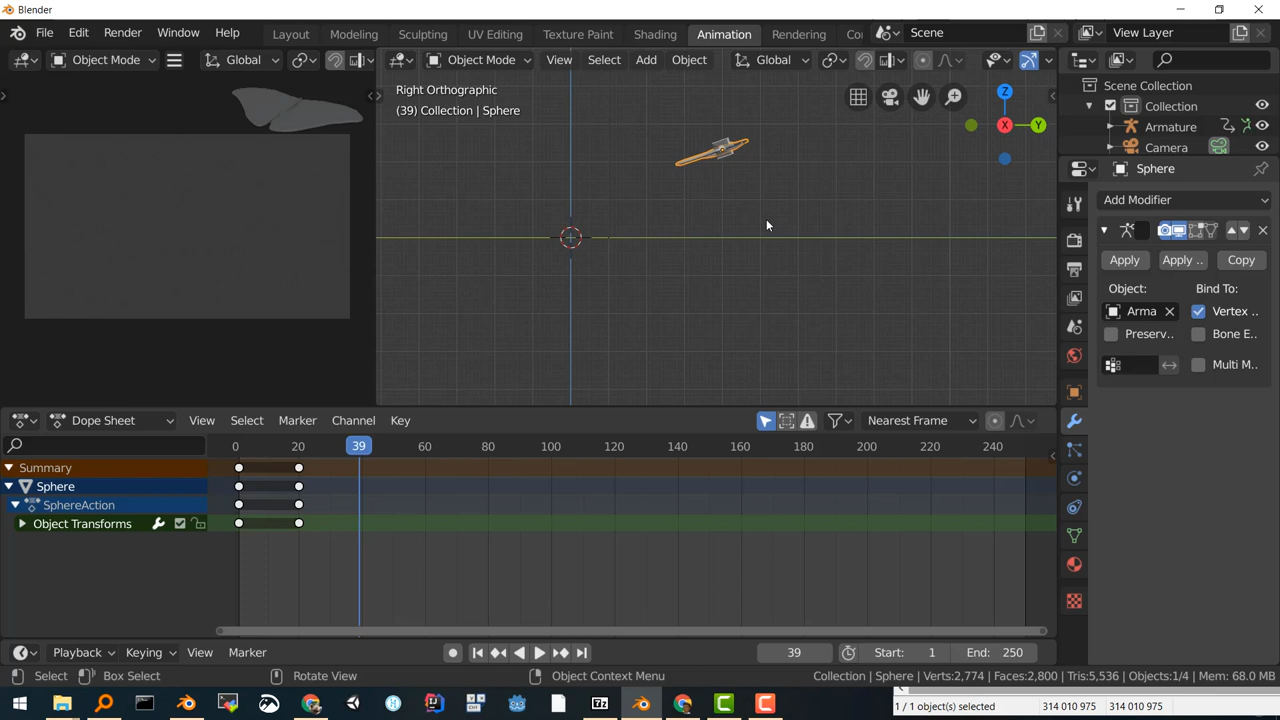 Blender
File Edit Render Window Help Layout Modeling Sculpting UV Editing Texture Paint Shading Animation Rendering Co Scene View Layer
Object Mode Global Object Mode View Select Add Object Global
Right Orthographic
(39) Collection | Sphere
Z
X
Y
Scene Collection
Collection
Armature
Camera
Sphere
Add Modifier
Apply Apply .. Copy
Object: Bind To:
Arma Vertex ..
Preserv.. Bone E..
Multi M..
Dope Sheet View Select Marker Channel Key Nearest Frame
0 20 39 60 80 100 120 140 160 180 200 220 240
Summary
Sphere
SphereAction
Object Transforms
Playback Keying View Marker 39 Start: 1 End: 250
Select Box Select Rotate View Object Context Menu Collection | Sphere | Verts:2,774 | Faces:2,800 | Tris:5,536 | Objects:1/4 | Mem: 68.0 MB
7z
1 / 1 object(s) selected 314 010 975 314 010 975